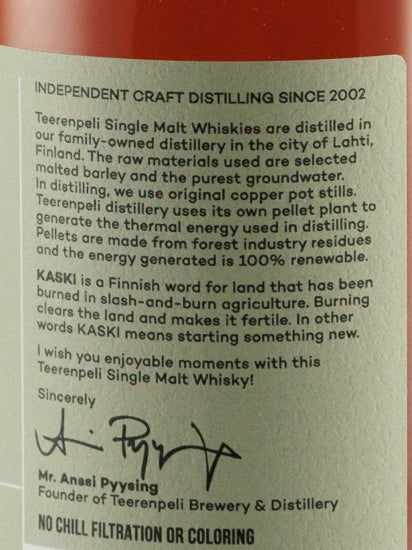 INDEPENDENT CRAFT DISTILLING SINCE 2002
Teerenpeli Single Malt Whiskies are distilled in
our family-owned distillery in the city of Lahti,
Finland. The raw materials used are selected
malted barley and the purest groundwater.
In distilling, we use original copper pot stills.
Teerenpeli distillery uses its own pellet plant to
generate the thermal energy used in distilling.
Pellets are made from forest industry residues
and the energy generated is 100% renewable.
KASKI is a Finnish word for land that has been
burned in slash-and-burn agriculture. Burning
clears the land and makes it fertile. In other
words KASKI means starting something new.
I wish you enjoyable moments with this
Teerenpeli Single Malt Whisky!
Sincerely
Mr. Anssi Pyysing
Founder of Teerenpeli Brewery & Distillery
NO CHILL FILTRATION OR COLORING